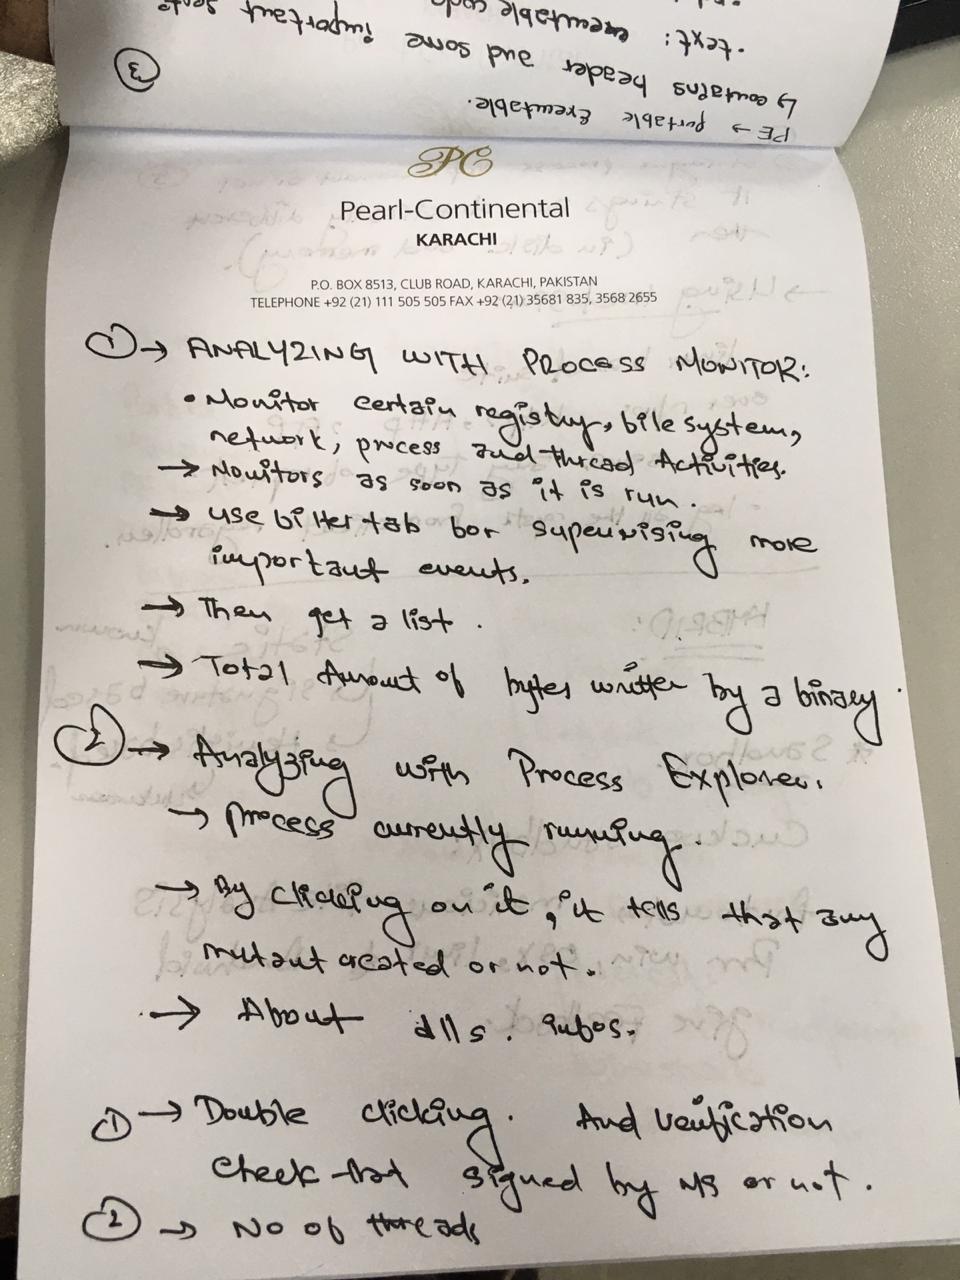 PE → portable Executable.
↳ contains header and some important
③
• text: executable code
PC
Pearl-Continental
KARACHI
P.O. BOX 8513, CLUB ROAD, KARACHI, PAKISTAN
TELEPHONE +92 (21) 111 505 505 FAX +92 (21) 35681 835, 3568 2655
① → ANALYZING WITH PROCESS MONITOR:
• Monitor certain registry, file system,
network, process and thread Activities.
→ Monitors as soon as it is run.
→ use filter tab for supervising more
important events.
→ Then get a list.
→ Total Amount of bytes written by a binary.
② → Analyzing with Process Explorer.
→ process currently running.
→ By clicking on it, it tells that any
mutant created or not.
→ About dlls. infos.
① → Double clicking. And verification
check that signed by MS or not.
② → No of threads